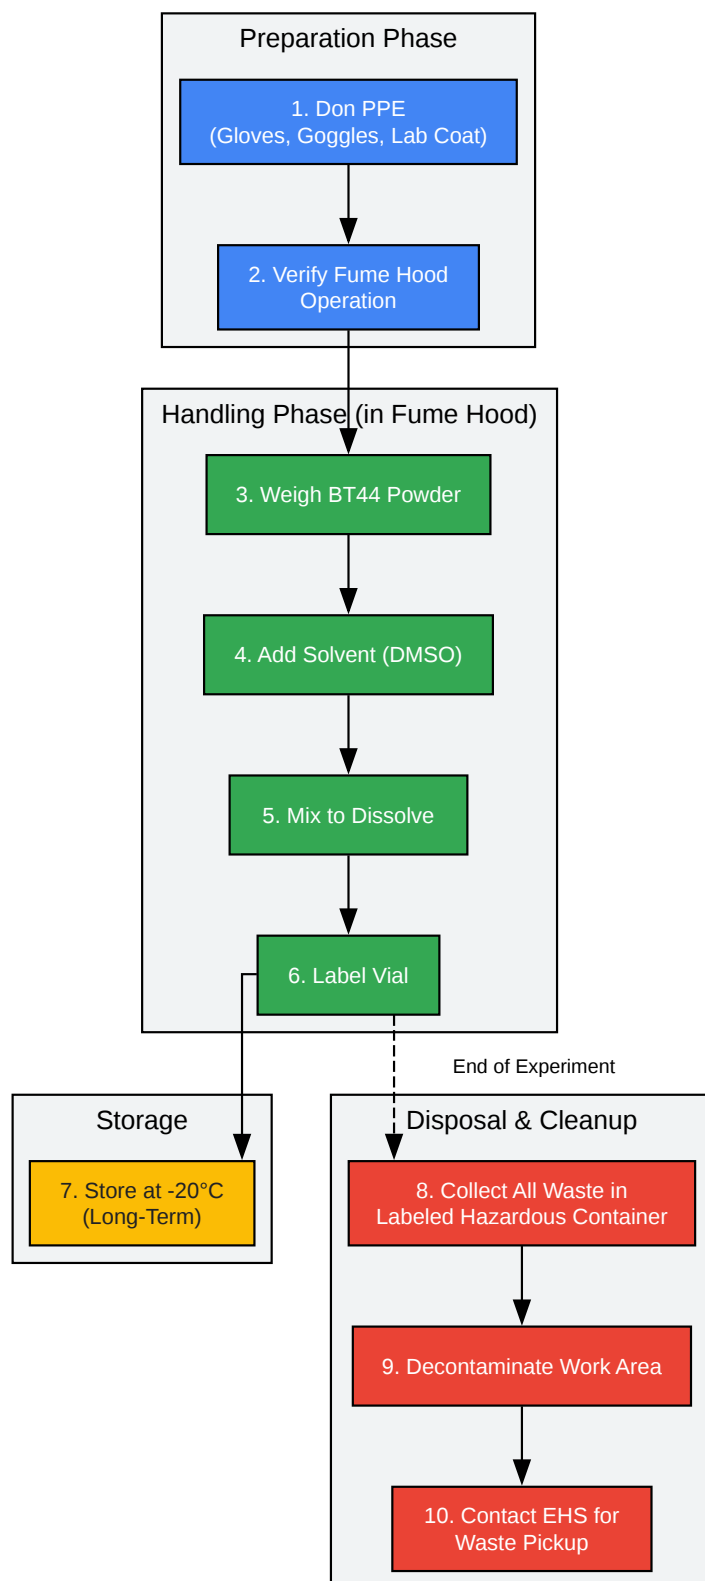 Preparation Phase
1. Don PPE
(Gloves, Goggles, Lab Coat)
2. Verify Fume Hood
Operation
Handling Phase (in Fume Hood)
3. Weigh BT44 Powder
4. Add Solvent (DMSO)
5. Mix to Dissolve
6. Label Vial
End of Experiment
Storage
7. Store at -20°C
(Long-Term)
Disposal & Cleanup
8. Collect All Waste in
Labeled Hazardous Container
9. Decontaminate Work Area
10. Contact EHS for
Waste Pickup